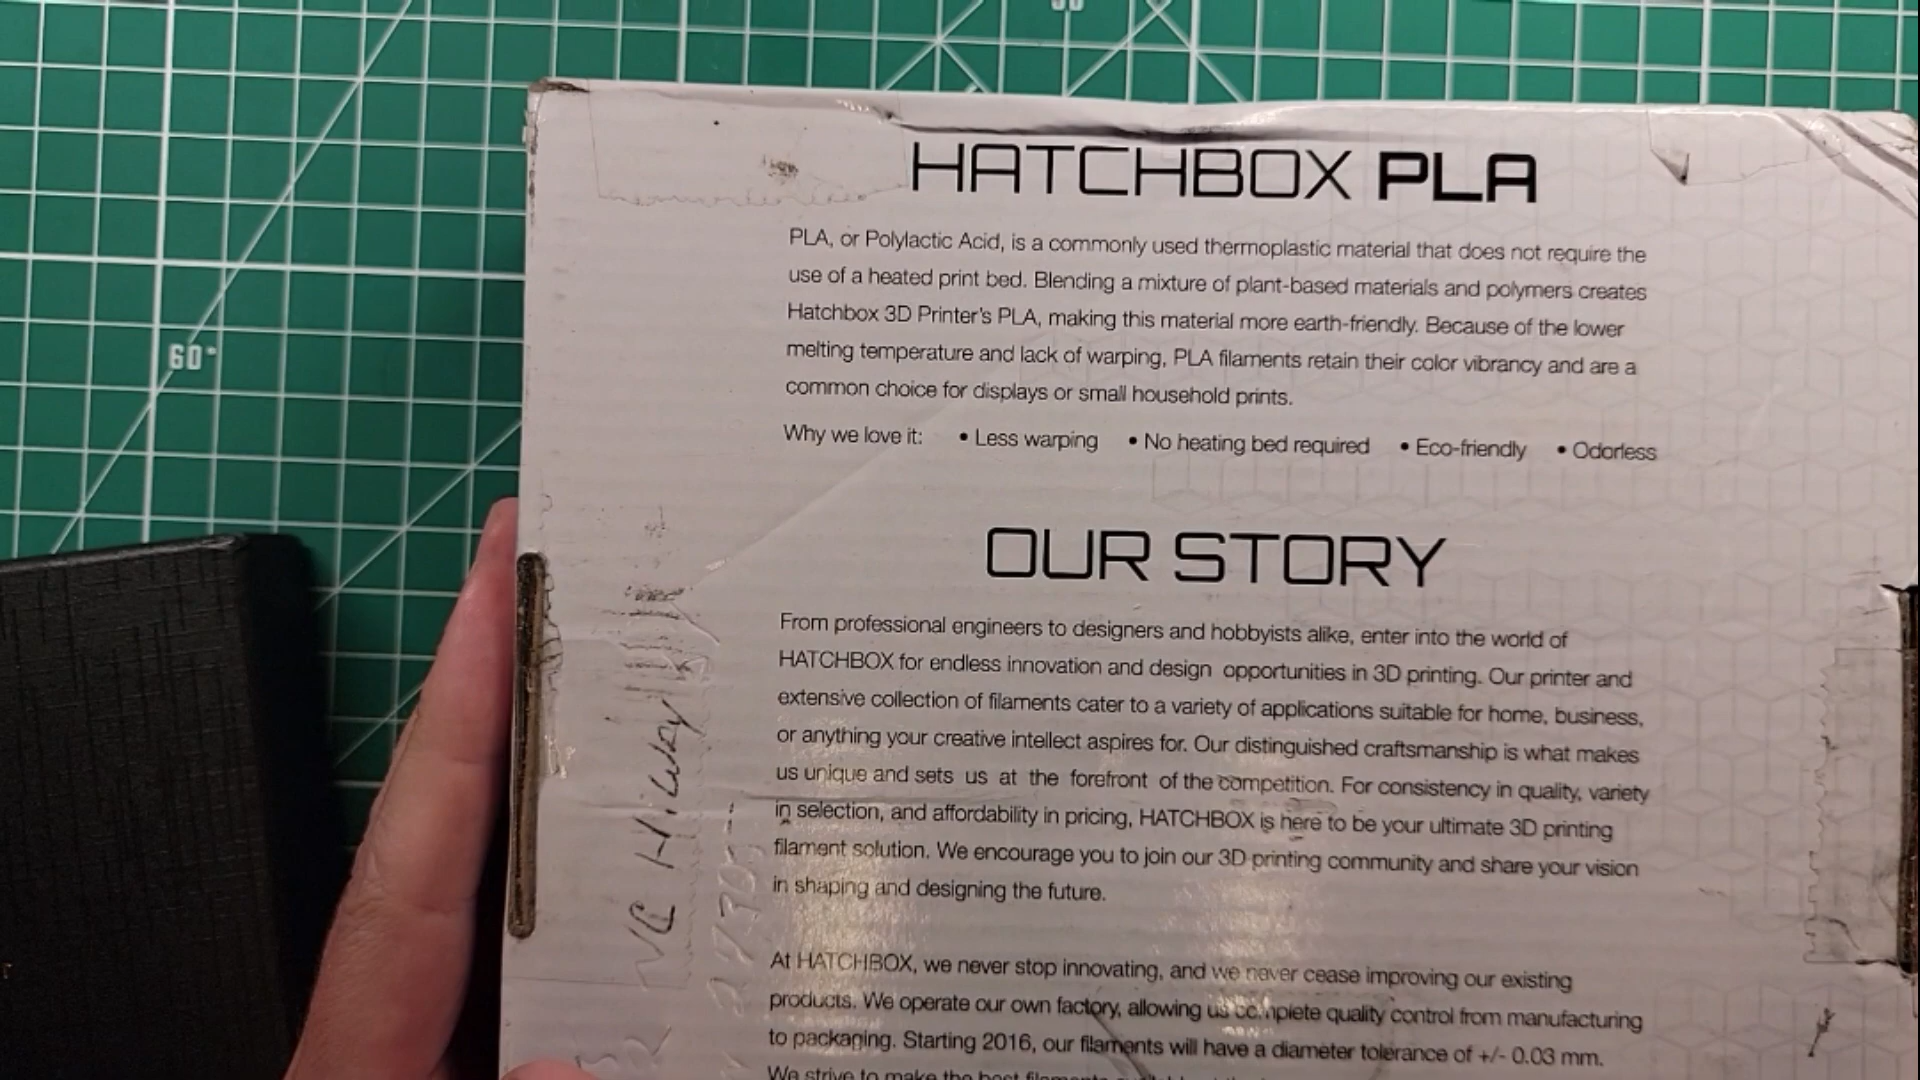 60°
HATCHBOX PLA
PLA, or Polylactic Acid, is a commonly used thermoplastic material that does not require the
use of a heated print bed. Blending a mixture of plant-based materials and polymers creates
Hatchbox 3D Printer's PLA, making this material more earth-friendly. Because of the lower
melting temperature and lack of warping, PLA filaments retain their color vibrancy and are a
common choice for displays or small household prints.
Why we love it: • Less warping • No heating bed required • Eco-friendly • Odorless
OUR STORY
From professional engineers to designers and hobbyists alike, enter into the world of
HATCHBOX for endless innovation and design opportunities in 3D printing. Our printer and
extensive collection of filaments cater to a variety of applications suitable for home, business,
or anything your creative intellect aspires for. Our distinguished craftsmanship is what makes
us unique and sets us at the forefront of the competition. For consistency in quality, variety
in selection, and affordability in pricing, HATCHBOX is here to be your ultimate 3D printing
filament solution. We encourage you to join our 3D printing community and share your vision
in shaping and designing the future.
At HATCHBOX, we never stop innovating, and we never cease improving our existing
products. We operate our own factory, allowing us complete quality control from manufacturing
to packaging. Starting 2016, our filaments will have a diameter tolerance of +/- 0.03 mm.
We strive to make the best filaments
NC Hiway